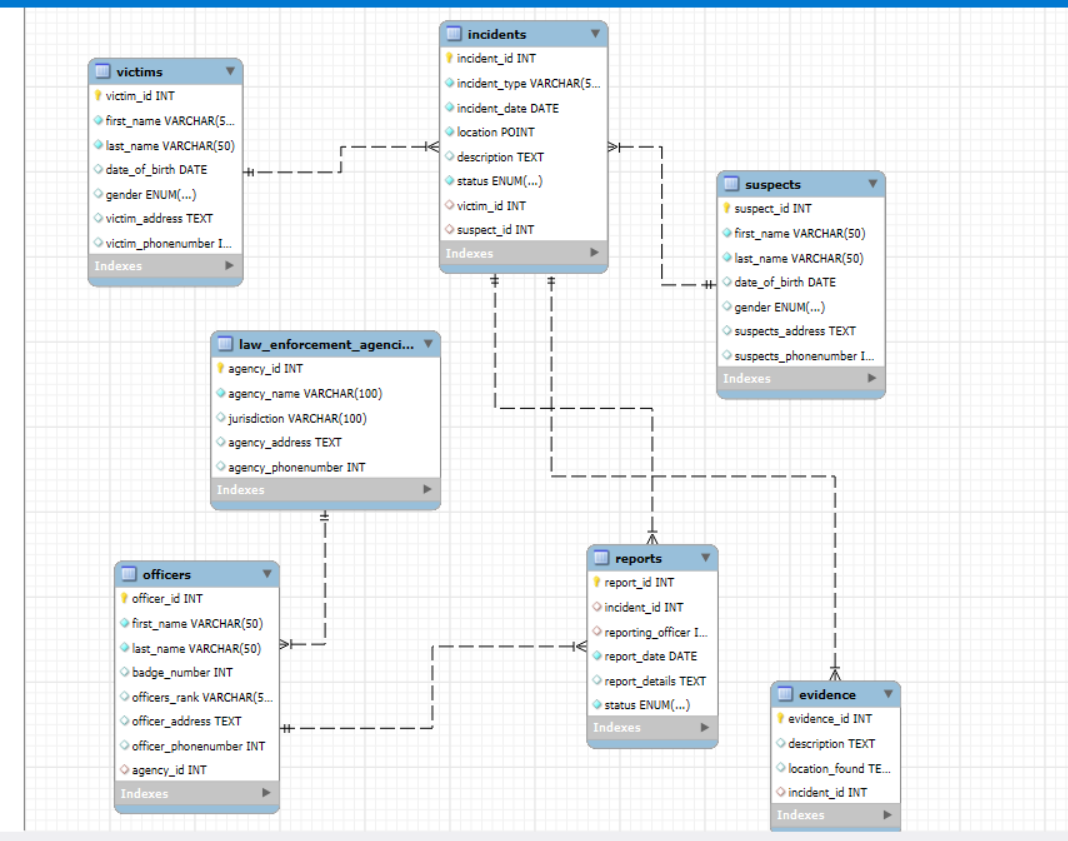 incidents
incident_id INT
incident_type VARCHAR(5...
incident_date DATE
location POINT
description TEXT
status ENUM(...)
victim_id INT
suspect_id INT
Indexes
victims
victim_id INT
first_name VARCHAR(5...
last_name VARCHAR(50)
date_of_birth DATE
gender ENUM(...)
victim_address TEXT
victim_phonenumber I...
Indexes
suspects
suspect_id INT
first_name VARCHAR(50)
last_name VARCHAR(50)
date_of_birth DATE
gender ENUM(...)
suspects_address TEXT
suspects_phonenumber I...
Indexes
law_enforcement_agenci...
agency_id INT
agency_name VARCHAR(100)
jurisdiction VARCHAR(100)
agency_address TEXT
agency_phonenumber INT
Indexes
officers
officer_id INT
first_name VARCHAR(50)
last_name VARCHAR(50)
badge_number INT
officers_rank VARCHAR(5...
officer_address TEXT
officer_phonenumber INT
agency_id INT
Indexes
reports
report_id INT
incident_id INT
reporting_officer I...
report_date DATE
report_details TEXT
status ENUM(...)
Indexes
evidence
evidence_id INT
description TEXT
location_found TE...
incident_id INT
Indexes